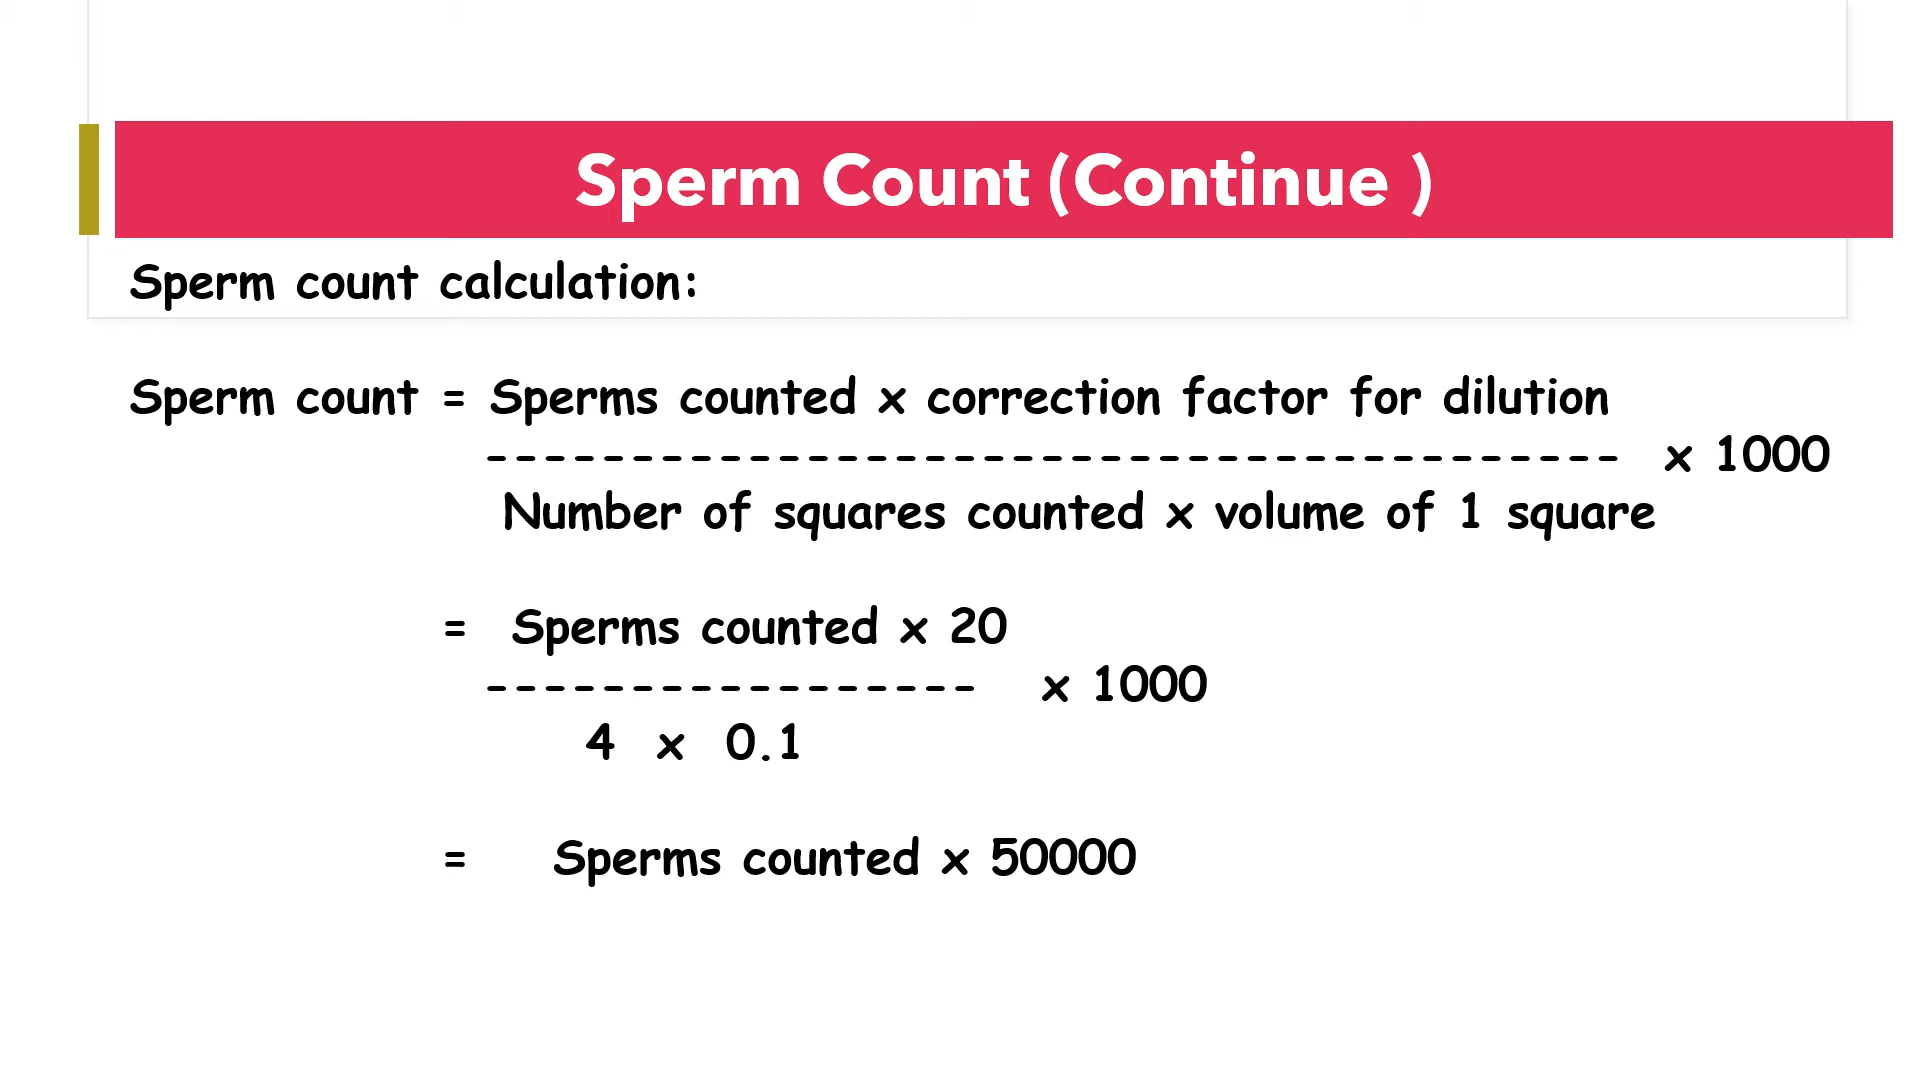 Sperm Count (Continue )
Sperm count calculation:
Sperm count = Sperms counted x correction factor for dilution
--------------------------------------- x 1000
Number of squares counted x volume of 1 square
= Sperms counted x 20
----------------- x 1000
4 x 0.1
= Sperms counted x 50000